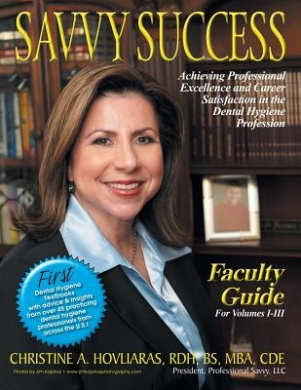 SAVVY SUCCESS
Achieving Professional
Excellence and Career
Satisfaction in the
Dental Hygiene
Profession
First
Dental Hygiene
Textbooks
with advice & insights
from over 45 practicing
dental hygiene
professionals from
across the U.S.!
Faculty
Guide
For Volumes I-III
CHRISTINE A. HOVLIARAS, RDH, BS, MBA, CDE
President, Professional Savvy, LLC